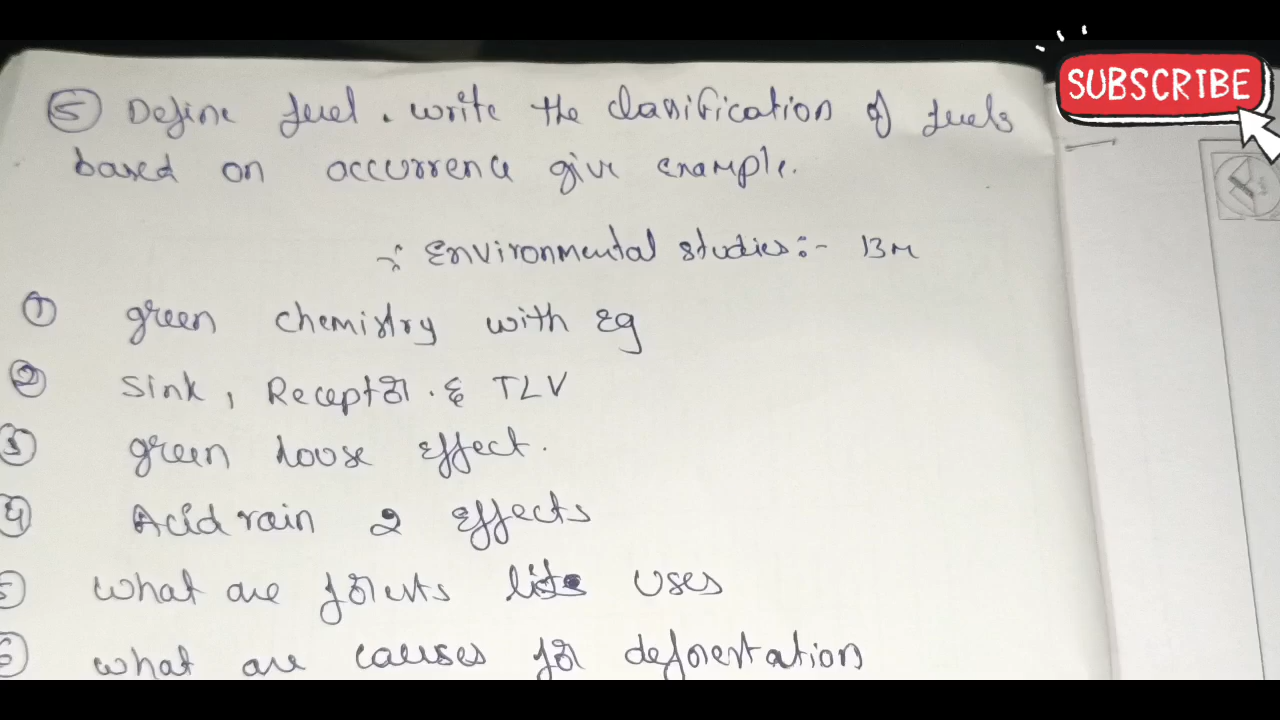 SUBSCRIBE
⑤ Define fuel. write the classification of fuels
based on occurrence give example.
Environmental studies:- 13M
① green chemistry with Eg
② Sink, Receptor & TLV
③ green house effect.
④ Acid rain 2 effects
⑤ what are forests list uses
⑥ what are causes for deforestation